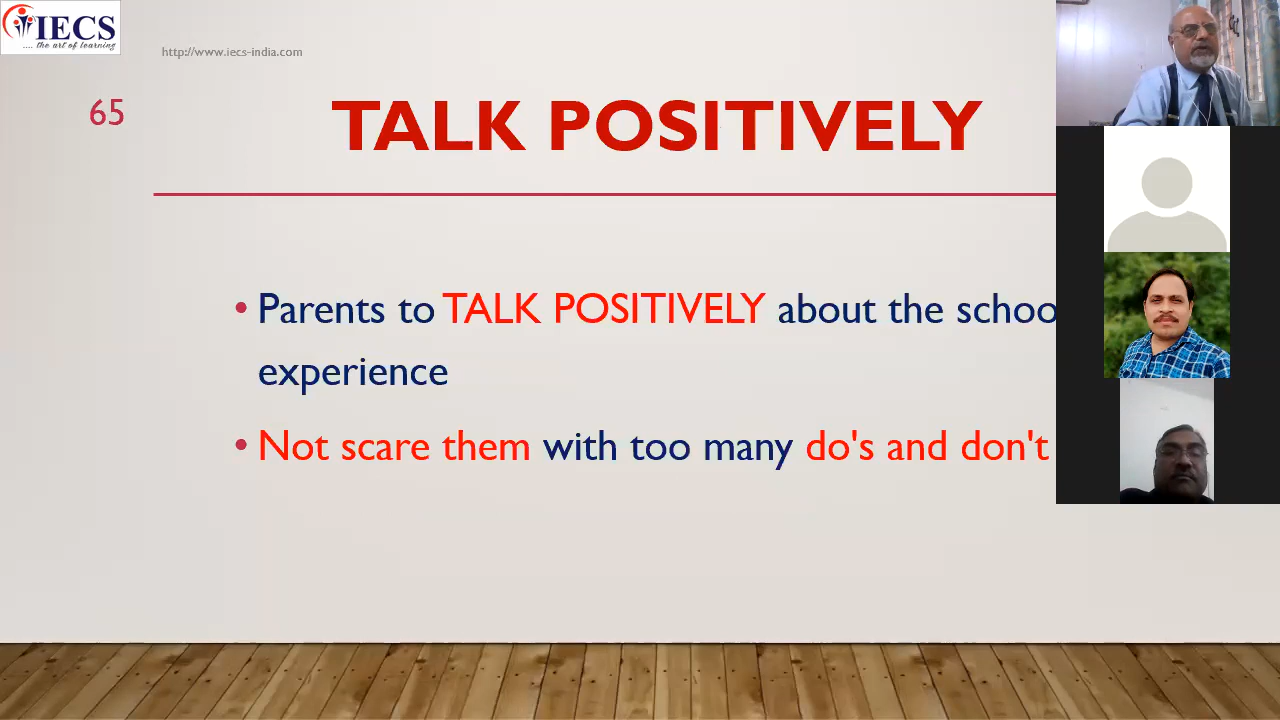 IECS
.... the art of learning
http://www.iecs-india.com
65
TALK POSITIVELY
• Parents to TALK POSITIVELY about the schoo
experience
• Not scare them with too many do's and don't